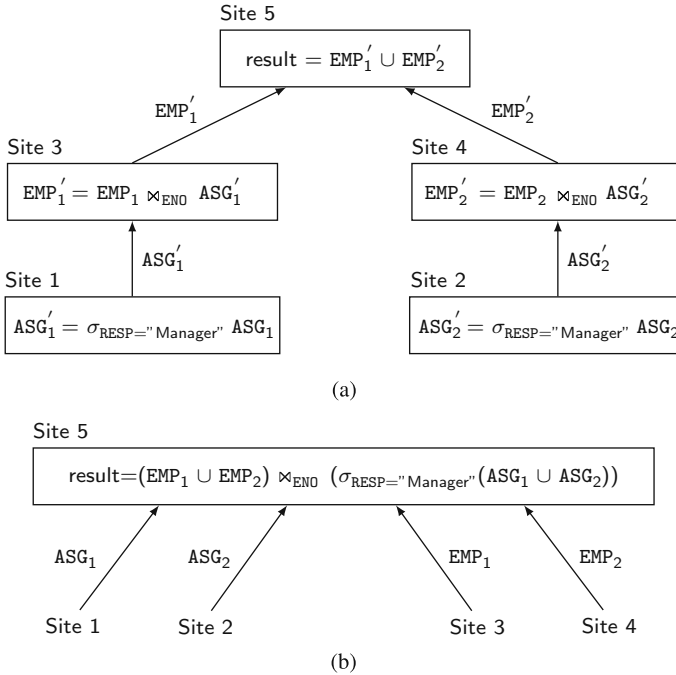 Site 5
result = EMP₁′ ∪ EMP₂′
EMP₁′
EMP₂′
Site 3
Site 4
EMP₁′ = EMP₁ ⋈ENO ASG₁′
EMP₂′ = EMP₂ ⋈ENO ASG₂′
ASG₁′
ASG₂′
Site 1
Site 2
ASG₁′ = σRESP="Manager" ASG₁
ASG₂′ = σRESP="Manager" ASG₂
(a)
Site 5
result=(EMP₁ ∪ EMP₂) ⋈ENO (σRESP="Manager"(ASG₁ ∪ ASG₂))
ASG₁
ASG₂
EMP₁
EMP₂
Site 1
Site 2
Site 3
Site 4
(b)